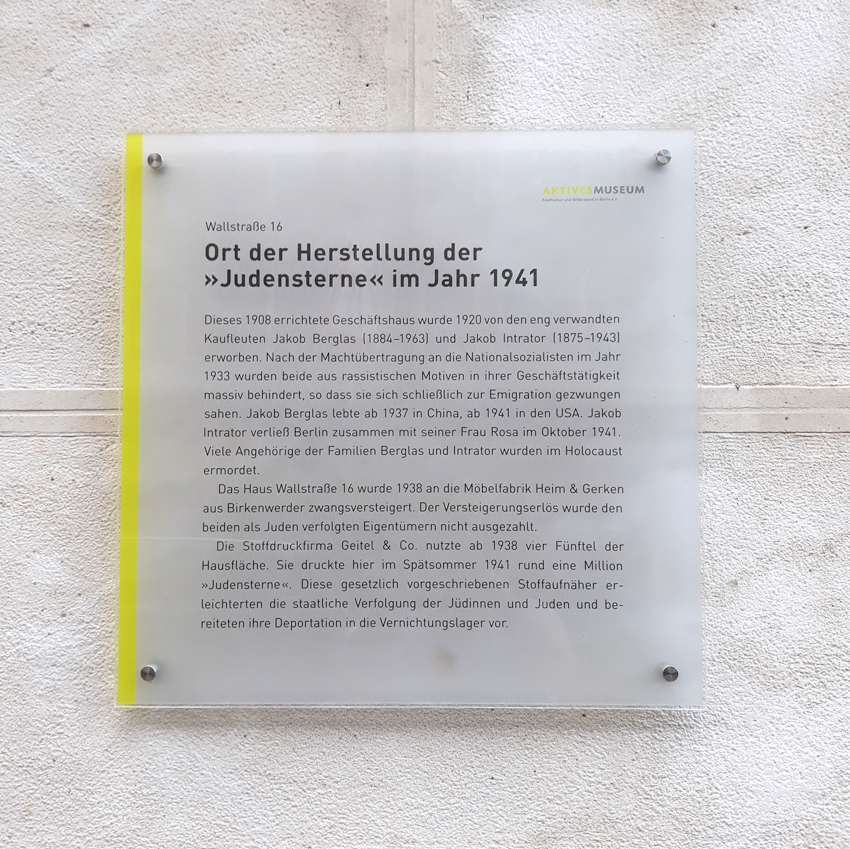 AKTIVESMUSEUM
Faschismus und Widerstand in Berlin e.V.
Wallstraße 16
Ort der Herstellung der
»Judensterne« im Jahr 1941
Dieses 1908 errichtete Geschäftshaus wurde 1920 von den eng verwandten
Kaufleuten Jakob Berglas (1884–1963) und Jakob Intrator (1875–1943)
erworben. Nach der Machtübertragung an die Nationalsozialisten im Jahr
1933 wurden beide aus rassistischen Motiven in ihrer Geschäftstätigkeit
massiv behindert, so dass sie sich schließlich zur Emigration gezwungen
sahen. Jakob Berglas lebte ab 1937 in China, ab 1941 in den USA. Jakob
Intrator verließ Berlin zusammen mit seiner Frau Rosa im Oktober 1941.
Viele Angehörige der Familien Berglas und Intrator wurden im Holocaust
ermordet.
Das Haus Wallstraße 16 wurde 1938 an die Möbelfabrik Heim & Gerken
aus Birkenwerder zwangsversteigert. Der Versteigerungserlös wurde den
beiden als Juden verfolgten Eigentümern nicht ausgezahlt.
Die Stoffdruckfirma Geitel & Co. nutzte ab 1938 vier Fünftel der
Hausfläche. Sie druckte hier im Spätsommer 1941 rund eine Million
»Judensterne«. Diese gesetzlich vorgeschriebenen Stoffaufnäher er-
leichterten die staatliche Verfolgung der Jüdinnen und Juden und be-
reiteten ihre Deportation in die Vernichtungslager vor.